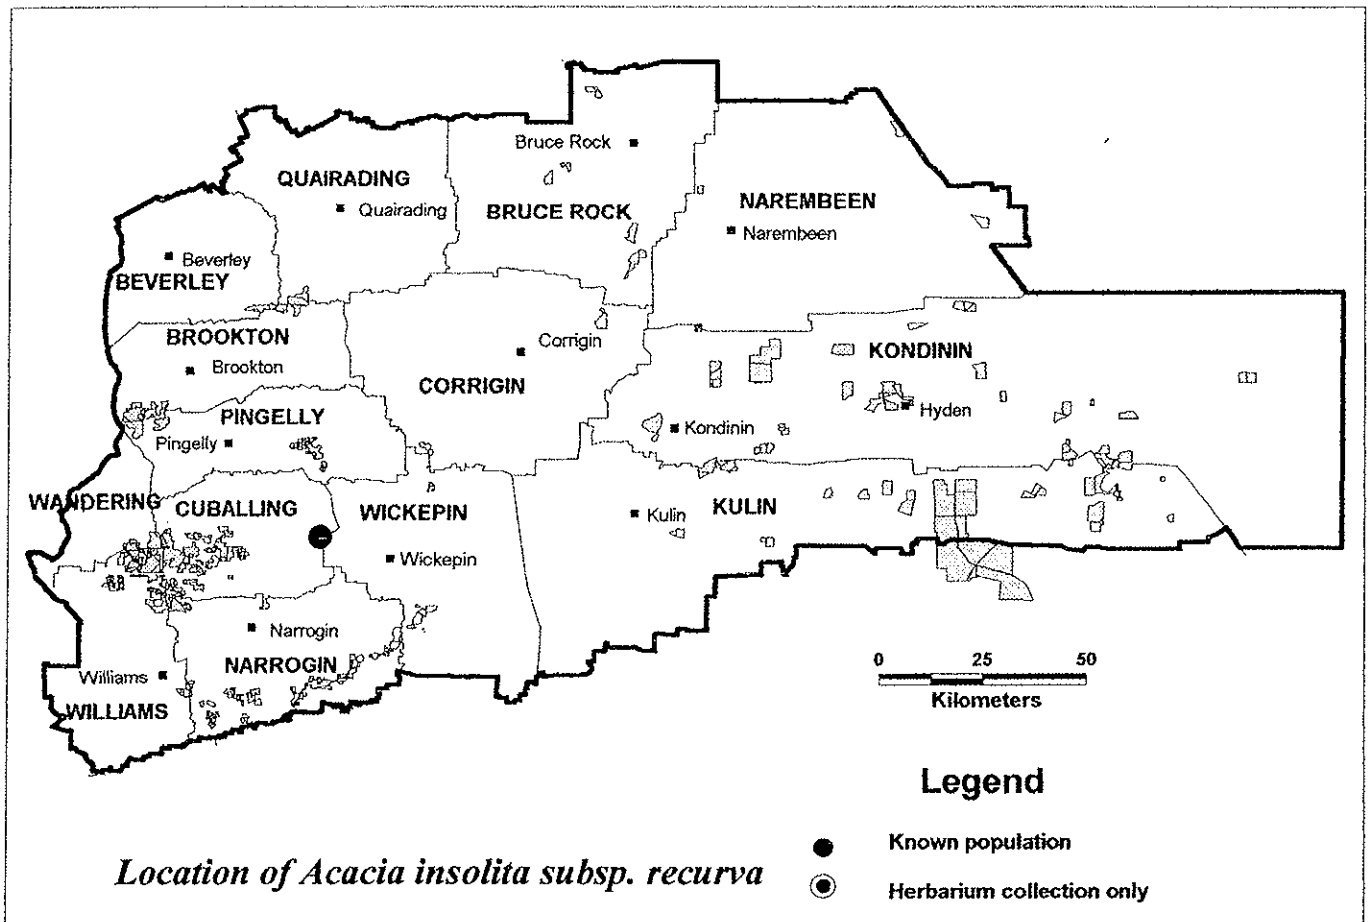 Bruce Rock
QUAIRADING
Quairading
BRUCE ROCK
NAREMBEEN
Narembeen
Beverley
BEVERLEY
BROOKTON
Brookton
Corrigin
CORRIGIN
KONDININ
Hyden
PINGELLY
Pingelly
Kondinin
WANDERING
CUBALLING
WICKEPIN
Kulin
KULIN
Wickepin
Narrogin
NARROGIN
Williams
WILLIAMS
0 25 50
Kilometers
Legend
Known population
Herbarium collection only
Location of Acacia insolita subsp. recurva